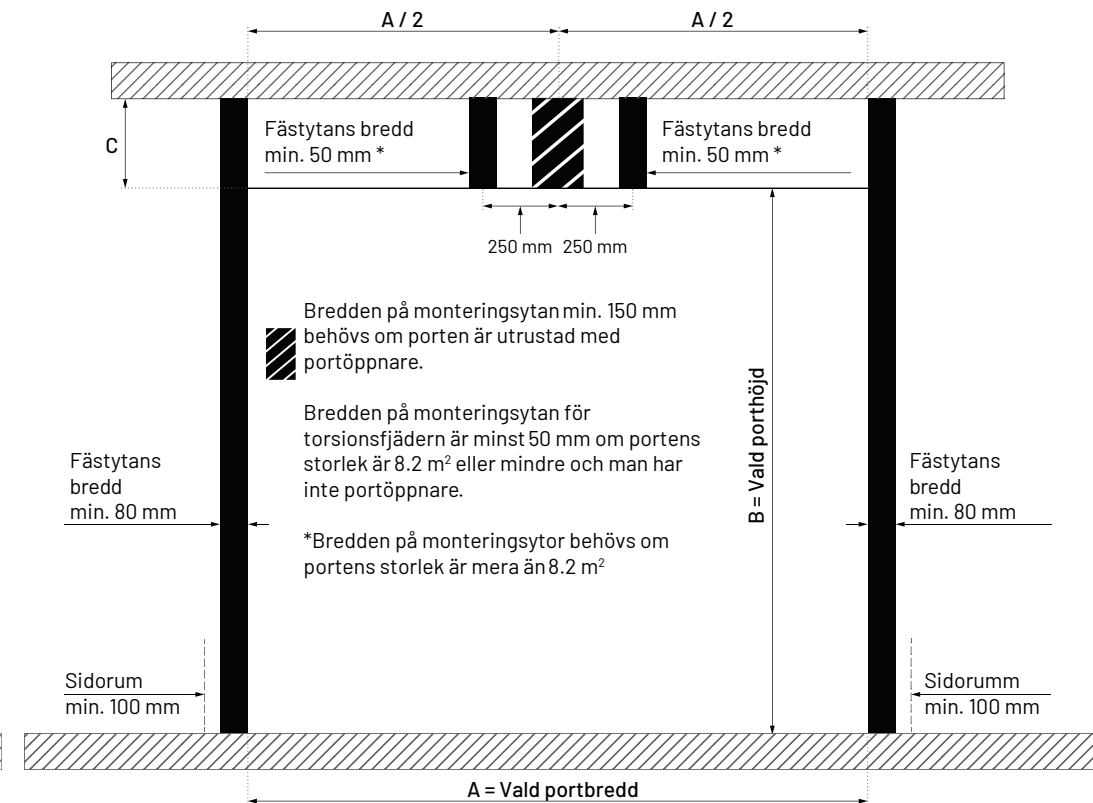 A / 2
A / 2
C
Fästytans bredd
min. 50 mm *
Fästytans bredd
min. 50 mm *
250 mm
250 mm
Bredden på monteringsytan min. 150 mm
behövs om porten är utrustad med
portöppnare.
Bredden på monteringsytan för
torsionsfjädern är minst 50 mm om portens
storlek är 8.2 m² eller mindre och man har
inte portöppnare.
*Bredden på monteringsytor behövs om
portens storlek är mera än 8.2 m²
B = Vald porthöjd
Fästytans
bredd
min. 80 mm
Fästytans
bredd
min. 80 mm
Sidorum
min. 100 mm
Sidorumm
min. 100 mm
A = Vald portbredd